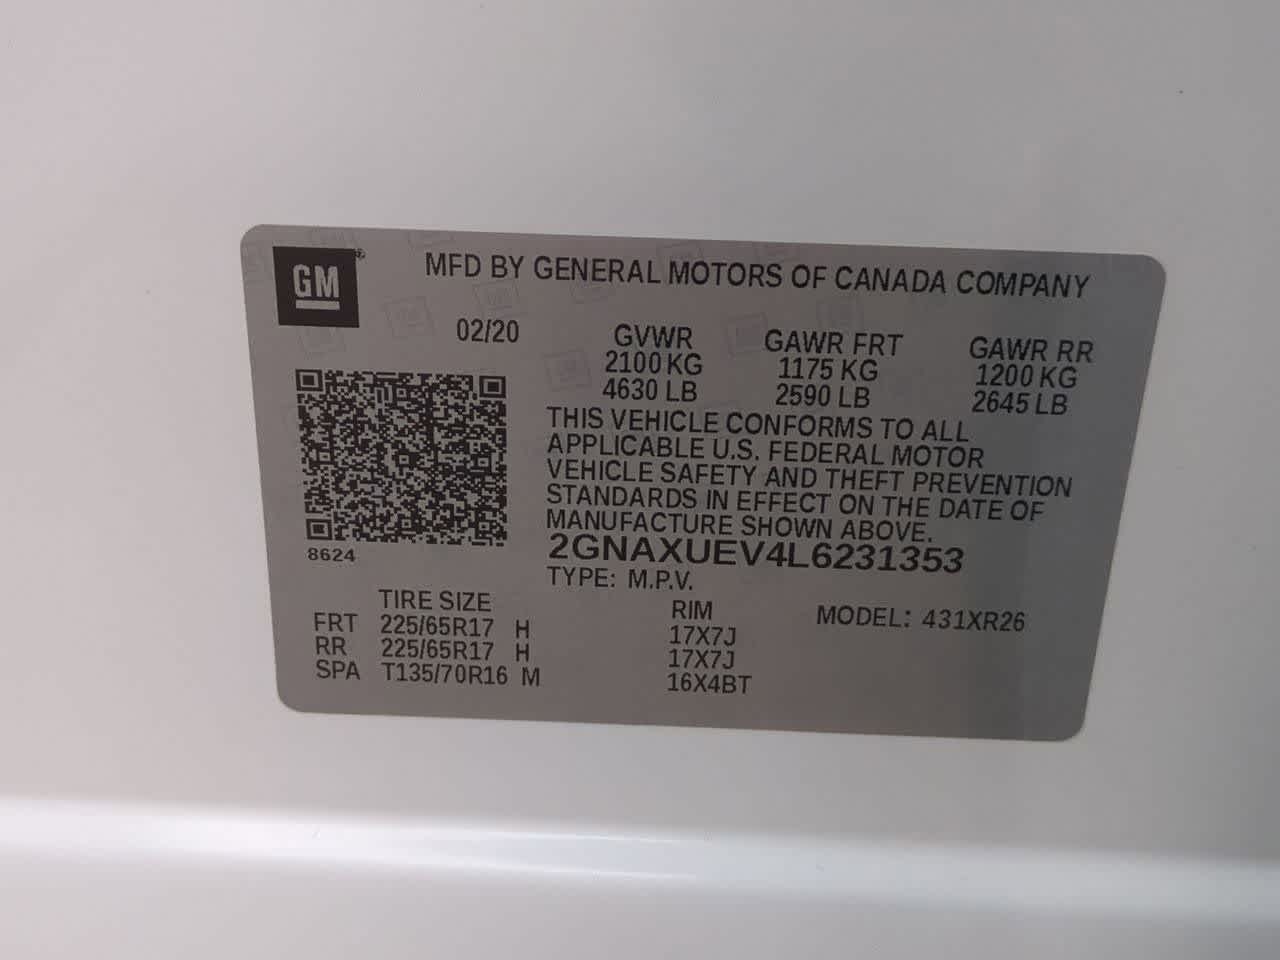 GM® MFD BY GENERAL MOTORS OF CANADA COMPANY
02/20 GVWR GAWR FRT GAWR RR
2100 KG 1175 KG 1200 KG
4630 LB 2590 LB 2645 LB
THIS VEHICLE CONFORMS TO ALL
APPLICABLE U.S. FEDERAL MOTOR
VEHICLE SAFETY AND THEFT PREVENTION
STANDARDS IN EFFECT ON THE DATE OF
MANUFACTURE SHOWN ABOVE.
8624 2GNAXUEV4L6231353
TYPE: M.P.V.
TIRE SIZE RIM MODEL: 431XR26
FRT 225/65R17 H 17X7J
RR 225/65R17 H 17X7J
SPA T135/70R16 M 16X4BT